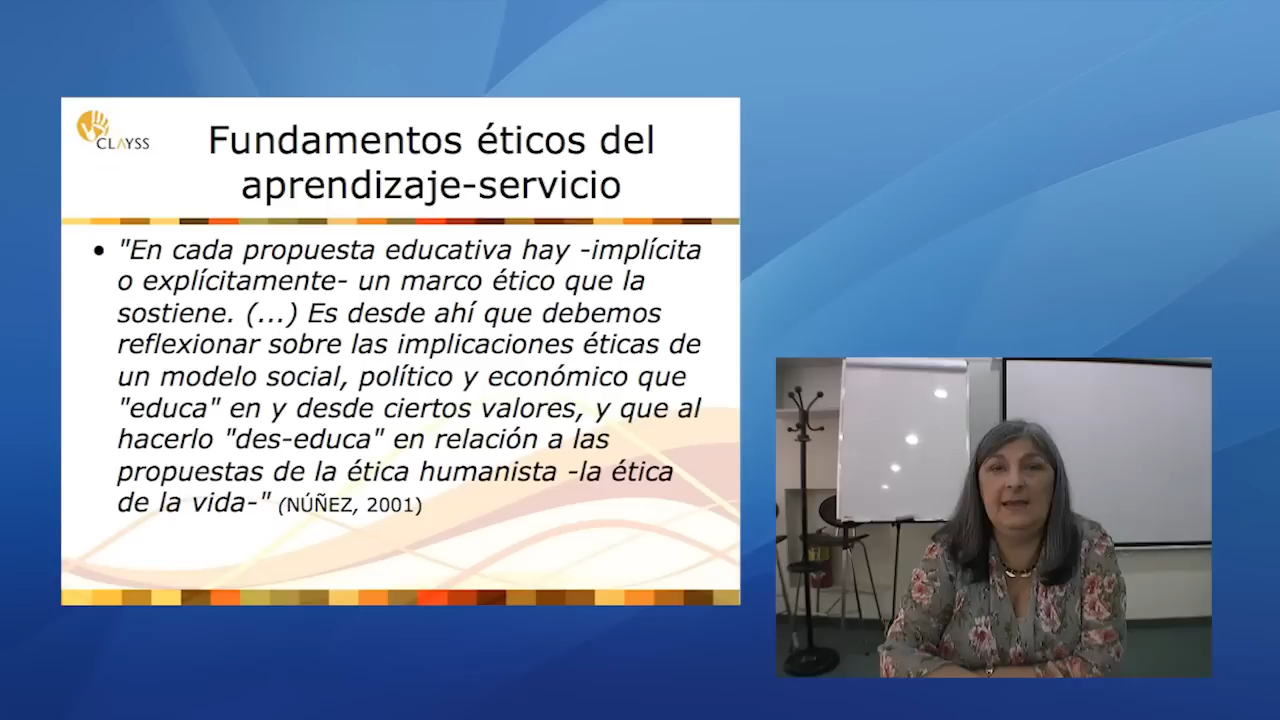 CLAYSS
Fundamentos éticos del
aprendizaje-servicio
• "En cada propuesta educativa hay -implícita
o explícitamente- un marco ético que la
sostiene. (...) Es desde ahí que debemos
reflexionar sobre las implicaciones éticas de
un modelo social, político y económico que
"educa" en y desde ciertos valores, y que al
hacerlo "des-educa" en relación a las
propuestas de la ética humanista -la ética
de la vida-" (NÚÑEZ, 2001)